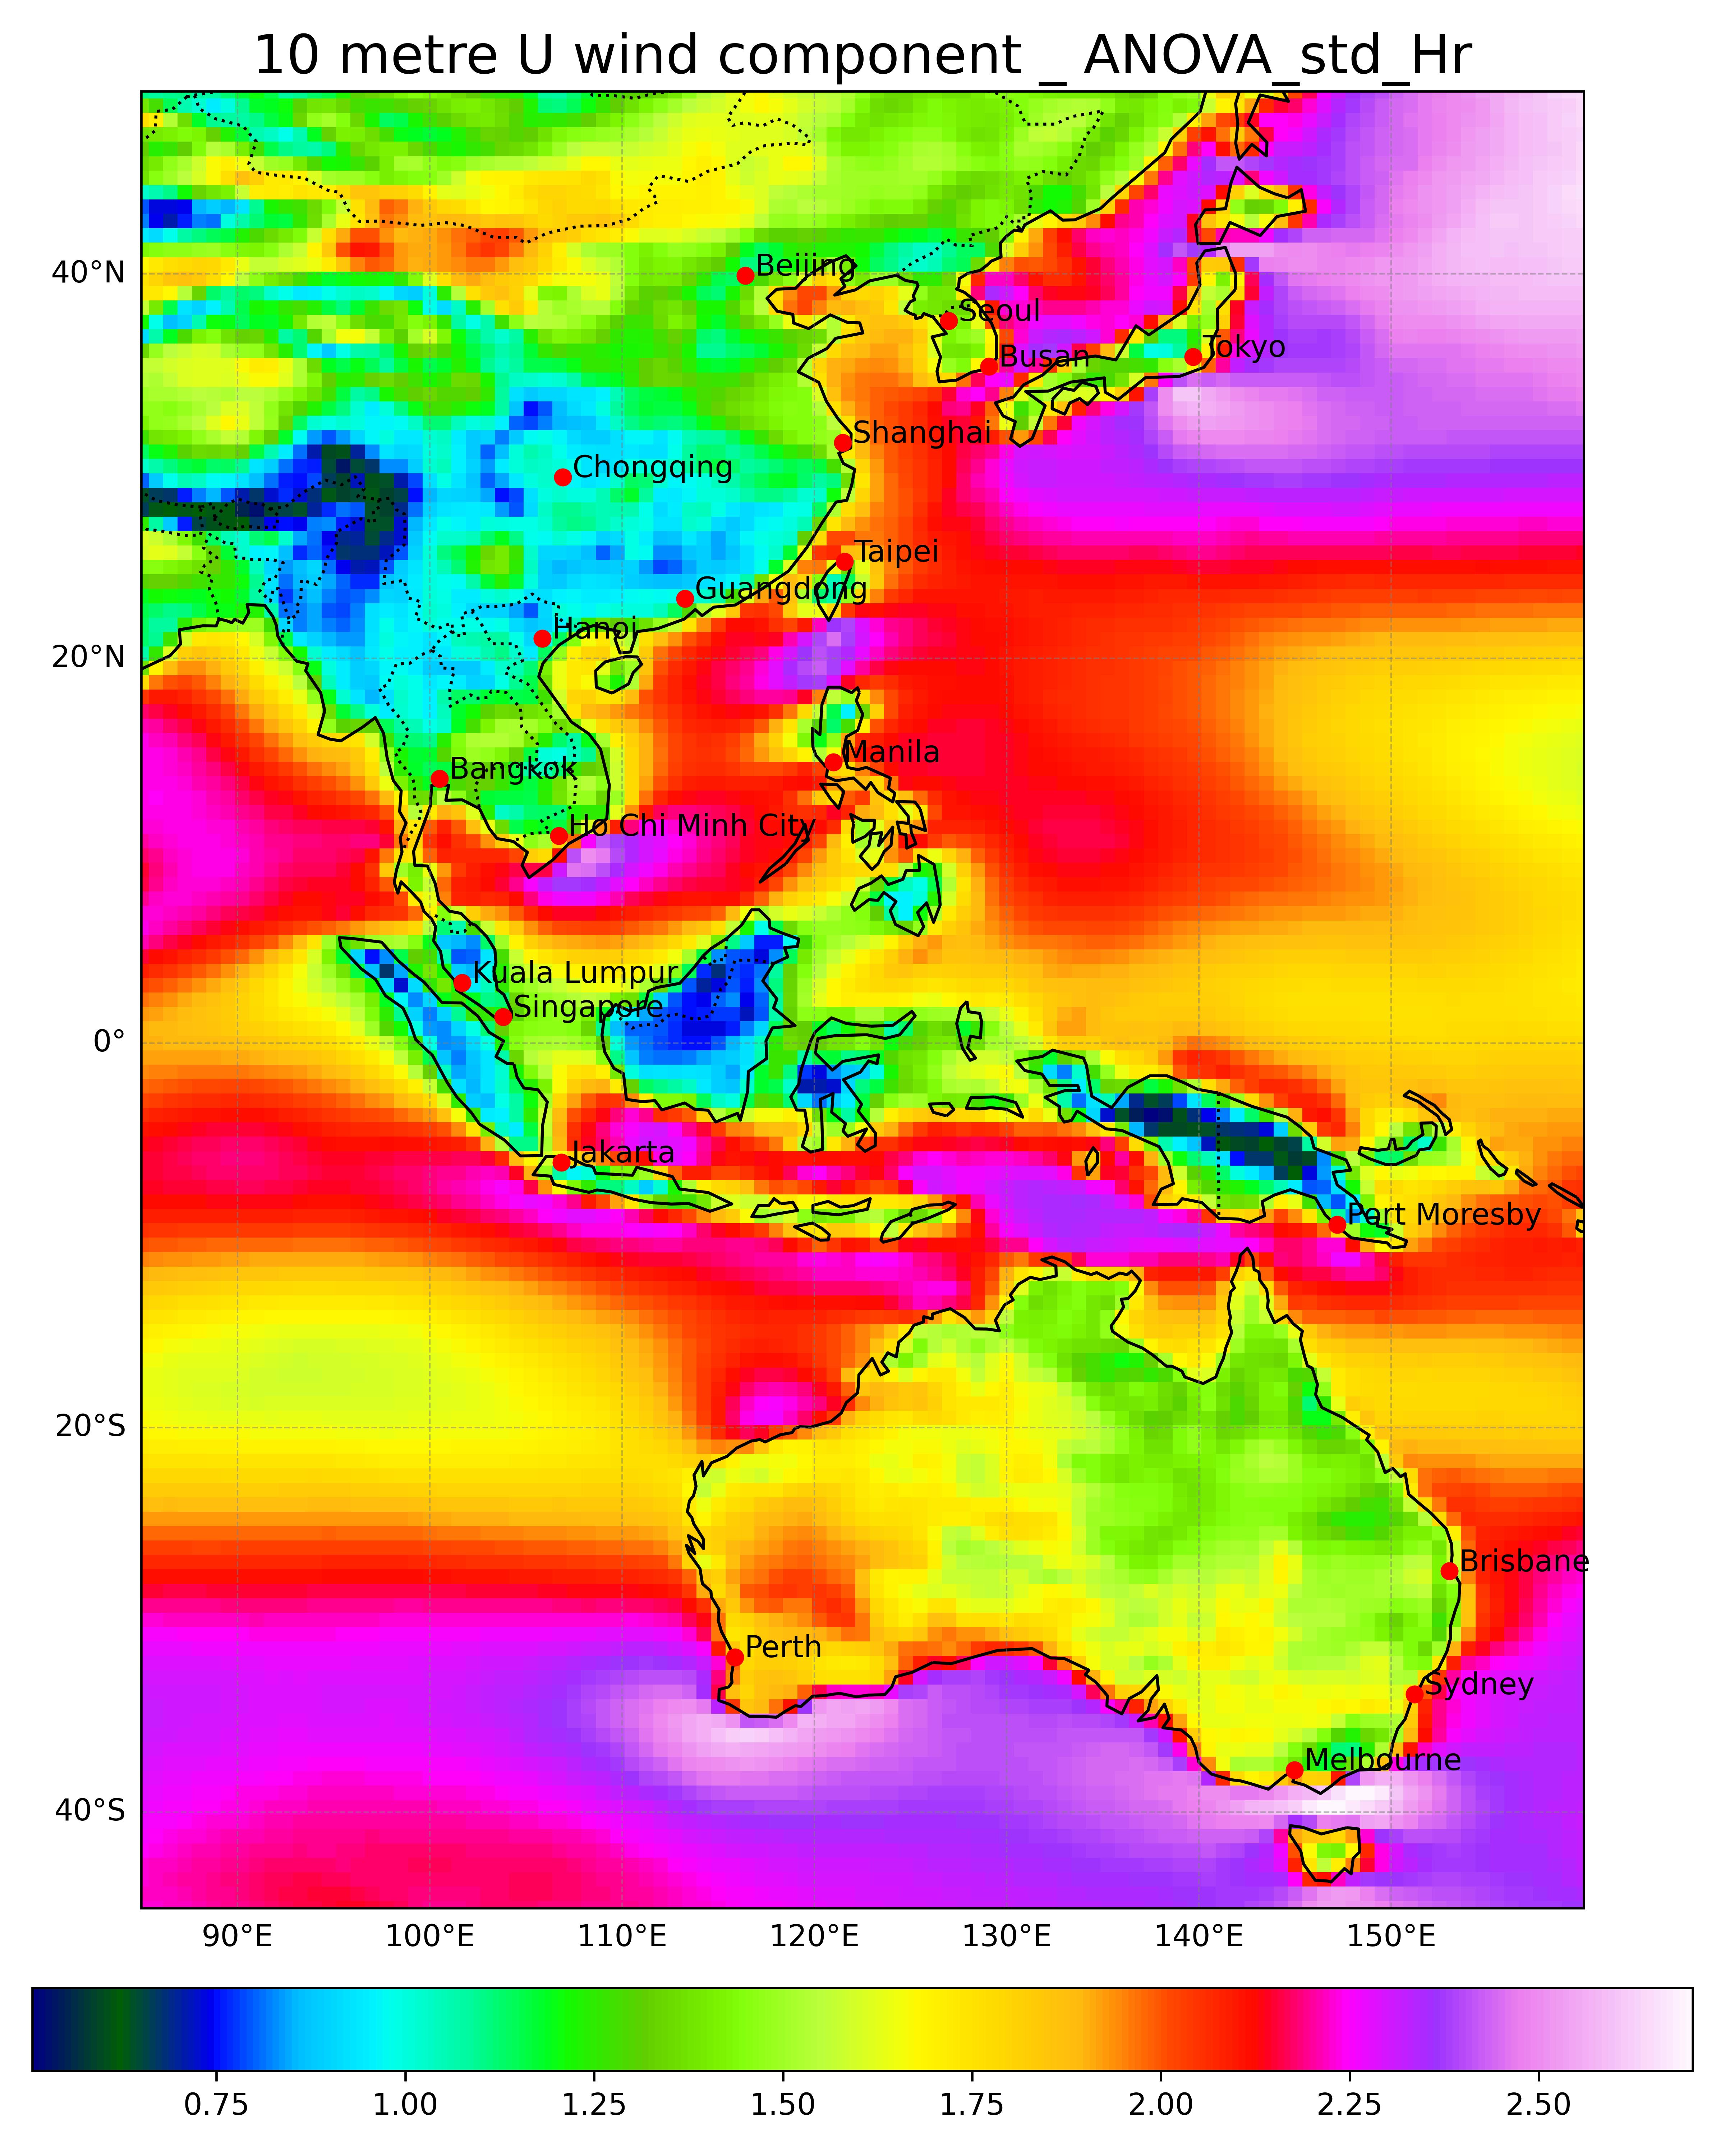 10 metre U wind component _ ANOVA_std_Hr
40°N
20°N
0°
20°S
40°S
Beijing
Seoul
Tokyo
Busan
Shanghai
Chongqing
Taipei
Guangdong
Hanoi
Manila
Bangkok
Ho Chi Minh City
Kuala Lumpur
Singapore
Jakarta
Port Moresby
Brisbane
Perth
Sydney
Melbourne
90°E 100°E 110°E 120°E 130°E 140°E 150°E
0.75 1.00 1.25 1.50 1.75 2.00 2.25 2.50